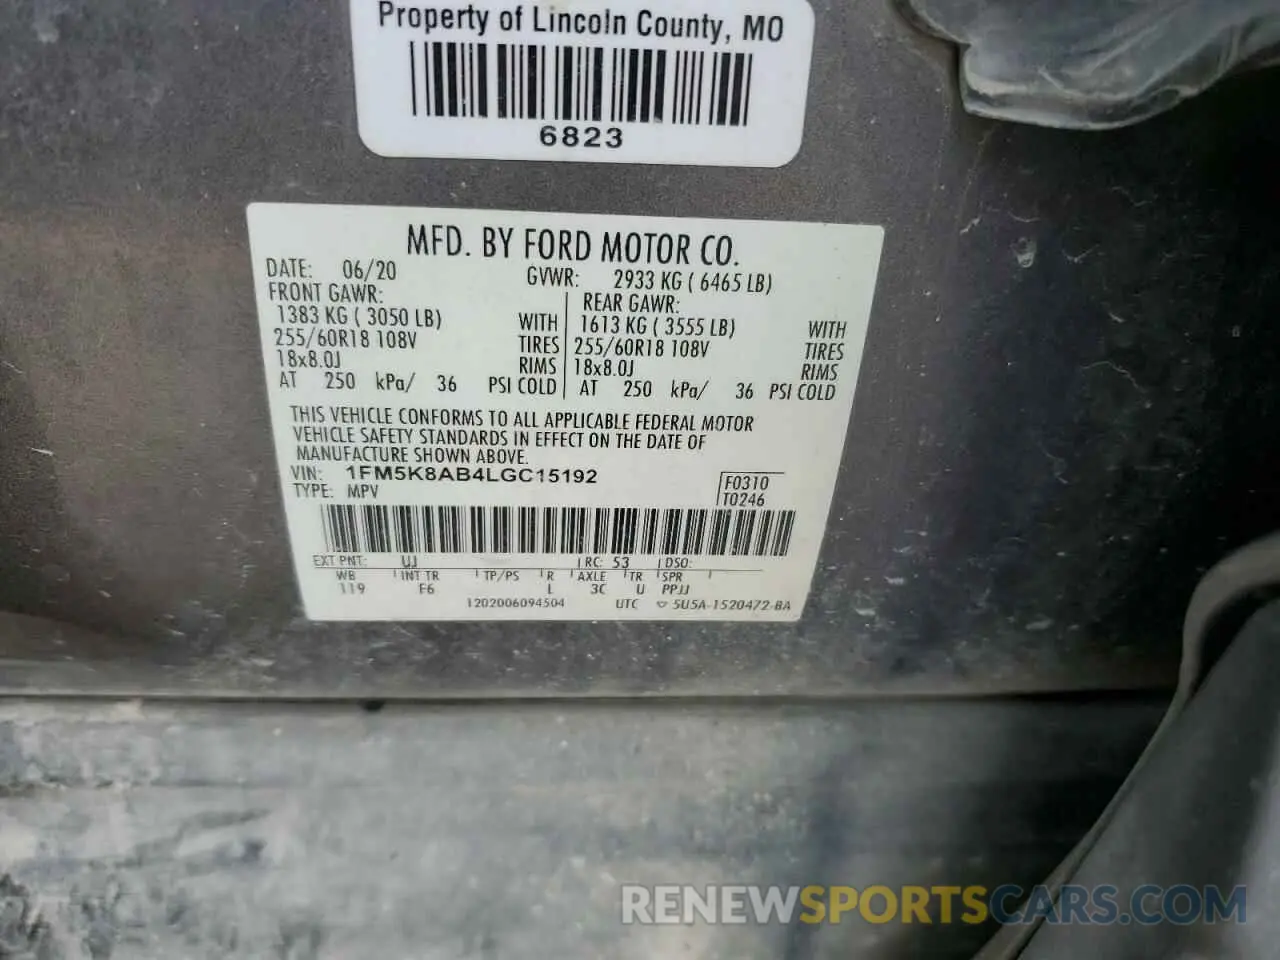 Property of Lincoln County, MO
6823
MFD. BY FORD MOTOR CO.
DATE: 06/20
GVWR: 2933 KG ( 6465 LB)
FRONT GAWR:
1383 KG ( 3050 LB) WITH
255/60R18 108V TIRES
18x8.0J RIMS
AT 250 kPa/ 36 PSI COLD
REAR GAWR:
1613 KG ( 3555 LB) WITH
255/60R18 108V TIRES
18x8.0J RIMS
AT 250 kPa/ 36 PSI COLD
THIS VEHICLE CONFORMS TO ALL APPLICABLE FEDERAL MOTOR
VEHICLE SAFETY STANDARDS IN EFFECT ON THE DATE OF
MANUFACTURE SHOWN ABOVE.
VIN: 1FM5K8AB4LGC15192
TYPE: MPV
F0310
T0246
EXT PNT: UJ RC: 53 DSO:
WB INT TR TP/PS R AXLE TR SPR
119 F6 L 3C U PPJJ
1202006094504 UTC 5U5A-1520472-BA
RENEWSPORTSCARS.COM